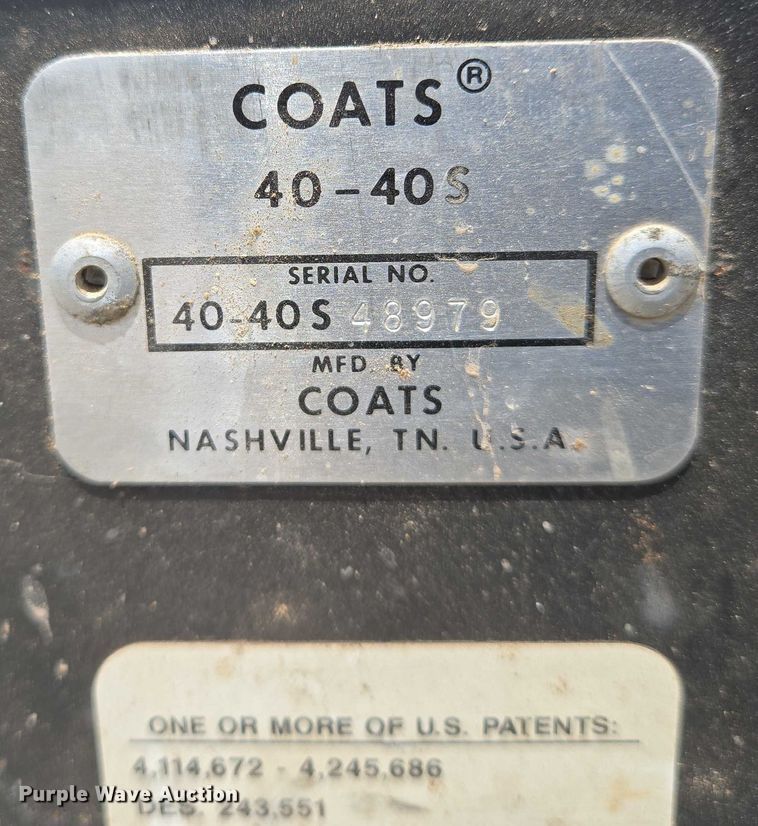 COATS®
40-40S
SERIAL NO.
40-40S 48979
MFD BY
COATS
NASHVILLE, TN. U.S.A.
ONE OR MORE OF U.S. PATENTS:
4,114,672 - 4,245,686
DES. 243,551
Purple Wave Auction